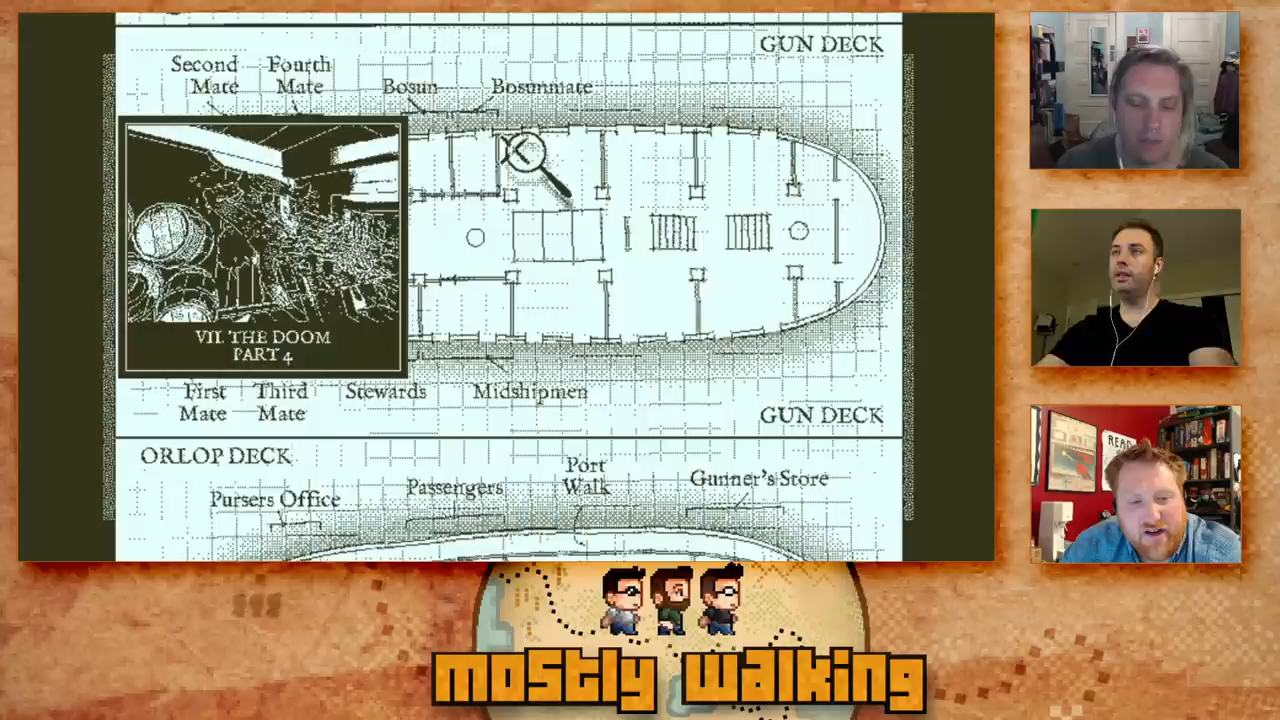 GUN DECK
Second Mate
Fourth Mate
Bosun
Bosunmate
VII. THE DOOM
PART 4
First Mate
Third Mate
Stewards
Midshipmen
GUN DECK
ORLOP DECK
Pursers Office
Passengers
Port Walk
Gunner's Store
READ
mostly walking